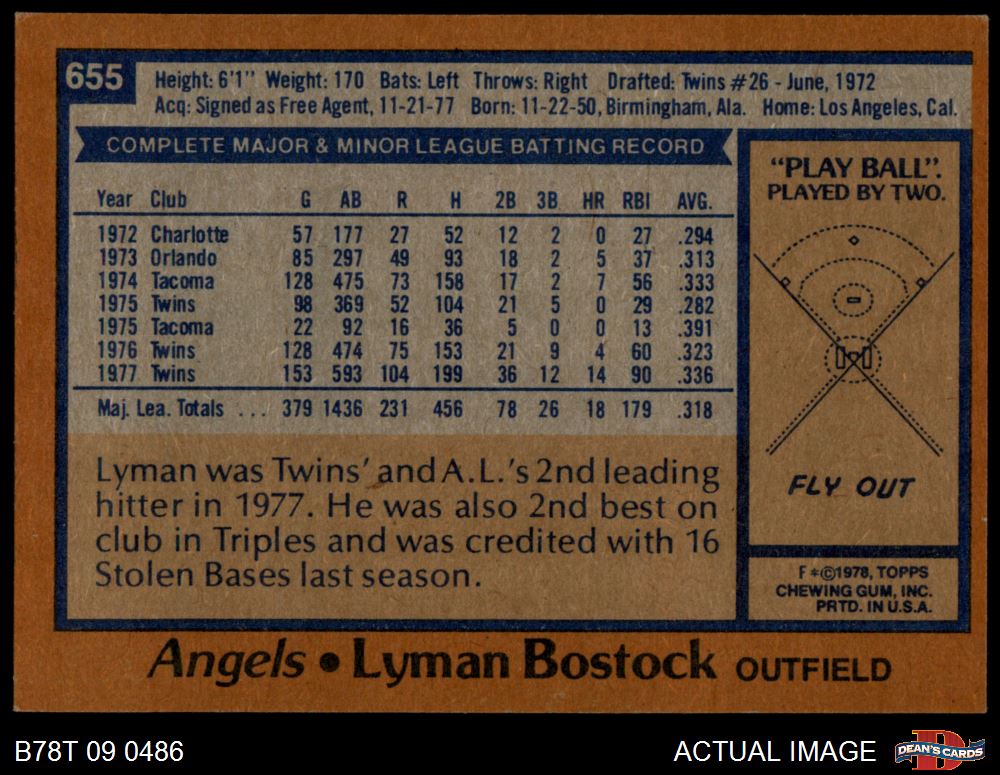 655
Height: 6'1" Weight: 170 Bats: Left Throws: Right Drafted: Twins #26 - June, 1972
Acq: Signed as Free Agent, 11-21-77 Born: 11-22-50, Birmingham, Ala. Home: Los Angeles, Cal.
COMPLETE MAJOR & MINOR LEAGUE BATTING RECORD
Year Club G AB R H 2B 3B HR RBI AVG.
1972 Charlotte 57 177 27 52 12 2 0 27 .294
1973 Orlando 85 297 49 93 18 2 5 37 .313
1974 Tacoma 128 475 73 158 17 2 7 56 .333
1975 Twins 98 369 52 104 21 5 0 29 .282
1975 Tacoma 22 92 16 36 5 0 0 13 .391
1976 Twins 128 474 75 153 21 9 4 60 .323
1977 Twins 153 593 104 199 36 12 14 90 .336
Maj. Lea. Totals ... 379 1436 231 456 78 26 18 179 .318
Lyman was Twins' and A.L.'s 2nd leading
hitter in 1977. He was also 2nd best on
club in Triples and was credited with 16
Stolen Bases last season.
"PLAY BALL".
PLAYED BY TWO.
FLY OUT
F *©1978, TOPPS
CHEWING GUM, INC.
PRTD. IN U.S.A.
Angels • Lyman Bostock OUTFIELD
B78T 09 0486
ACTUAL IMAGE
DEAN'S CARDS